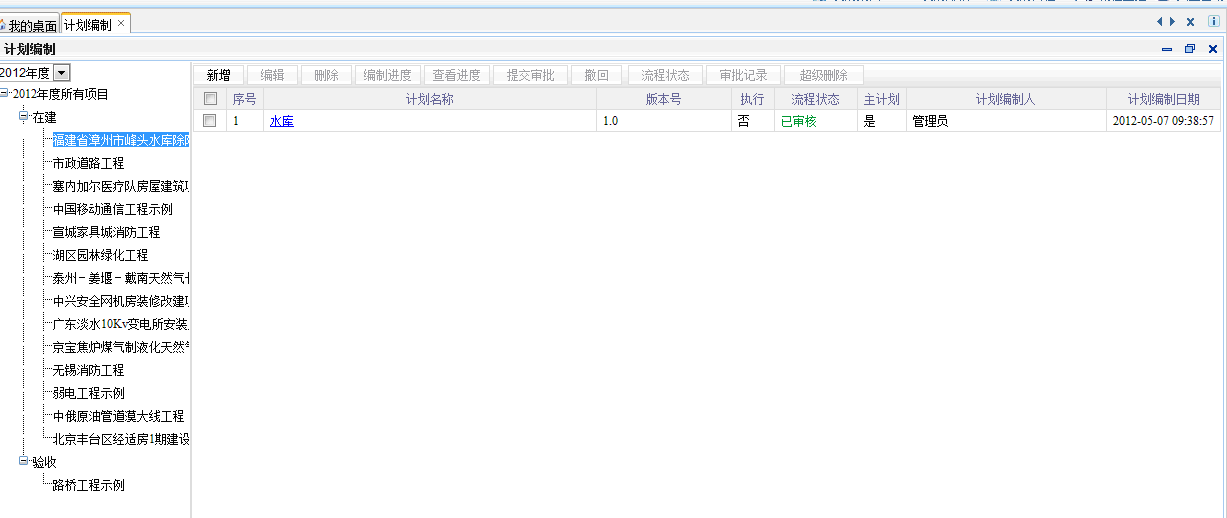 我的桌面 计划编制
计划编制
2012年度
新增 编辑 删除 编制进度 查看进度 提交审批 撤回 流程状态 审批记录 超级删除
2012年度所有项目
在建
福建省漳州市峰头水库除
市政道路工程
塞内加尔医疗队房屋建筑
中国移动通信工程示例
宣城家具城消防工程
湖区园林绿化工程
泰州－姜堰－戴南天然气
中兴安全网机房装修改建
广东淡水10Kv变电所安装
京宝焦炉煤气制液化天然
无锡消防工程
弱电工程示例
中俄原油管道漠大线工程
北京丰台区经适房1期建设
验收
路桥工程示例
序号 计划名称 版本号 执行 流程状态 主计划 计划编制人 计划编制日期
1 水库 1.0 否 已审核 是 管理员 2012-05-07 09:38:57